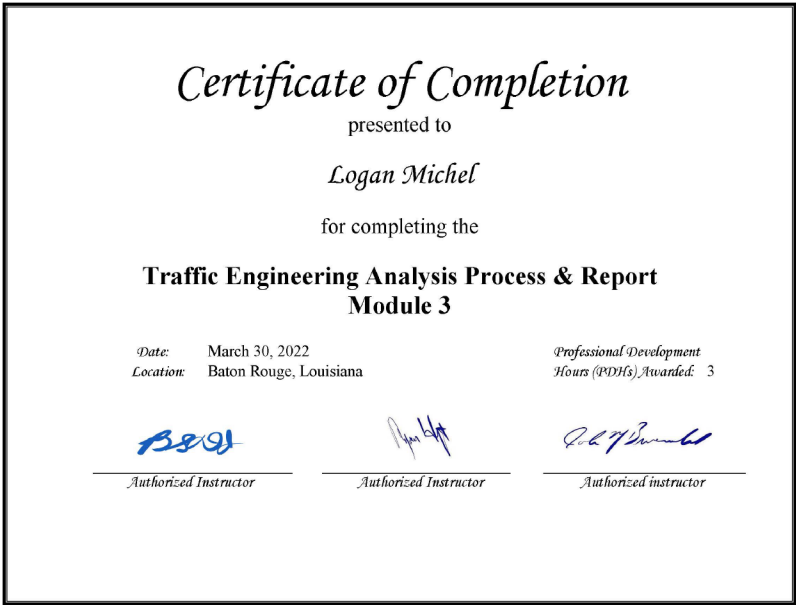 Certificate of Completion
presented to
Logan Michel
for completing the
Traffic Engineering Analysis Process & Report
Module 3
Date: March 30, 2022
Location: Baton Rouge, Louisiana
Professional Development
Hours (PDHs) Awarded: 3
Authorized Instructor
Authorized Instructor
Authorized instructor